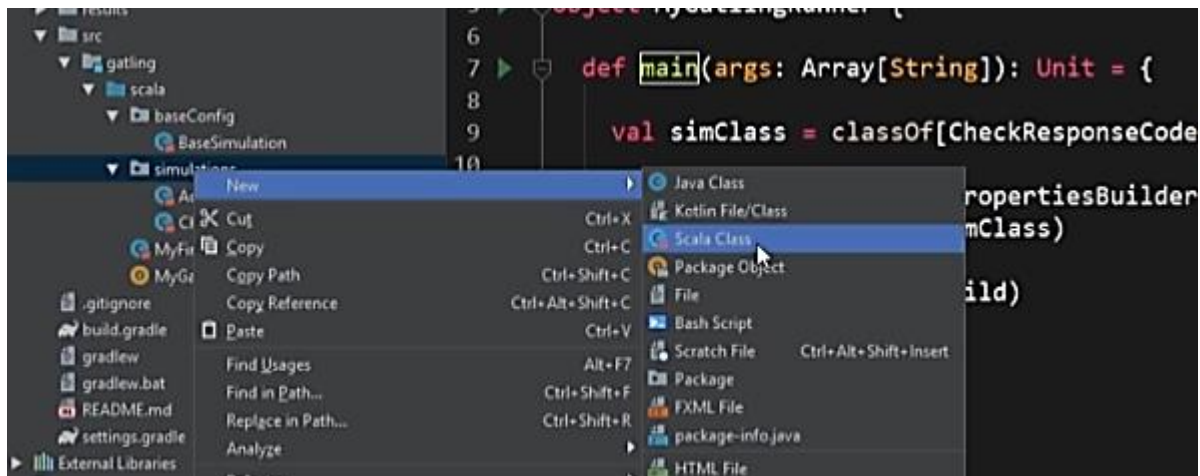 results
src
gatling
scala
baseConfig
BaseSimulation
simulations
MyFi
MyGa
.gitignore
build.gradle
gradlew
gradlew.bat
README.md
settings.gradle
External Libraries
6
7 def main(args: Array[String]): Unit = {
8
9 val simClass = classOf[CheckResponseCode
10
ropertiesBuilder
mClass)
ild)
New
Cut Ctrl+X
Copy Ctrl+C
Copy Path Ctrl+Shift+C
Copy Reference Ctrl+Alt+Shift+C
Paste Ctrl+V
Find Usages Alt+F7
Find in Path... Ctrl+Shift+F
Replace in Path... Ctrl+Shift+R
Analyze
Java Class
Kotlin File/Class
Scala Class
Package Object
File
Bash Script
Scratch File Ctrl+Alt+Shift+Insert
Package
FXML File
package-info.java
HTML File